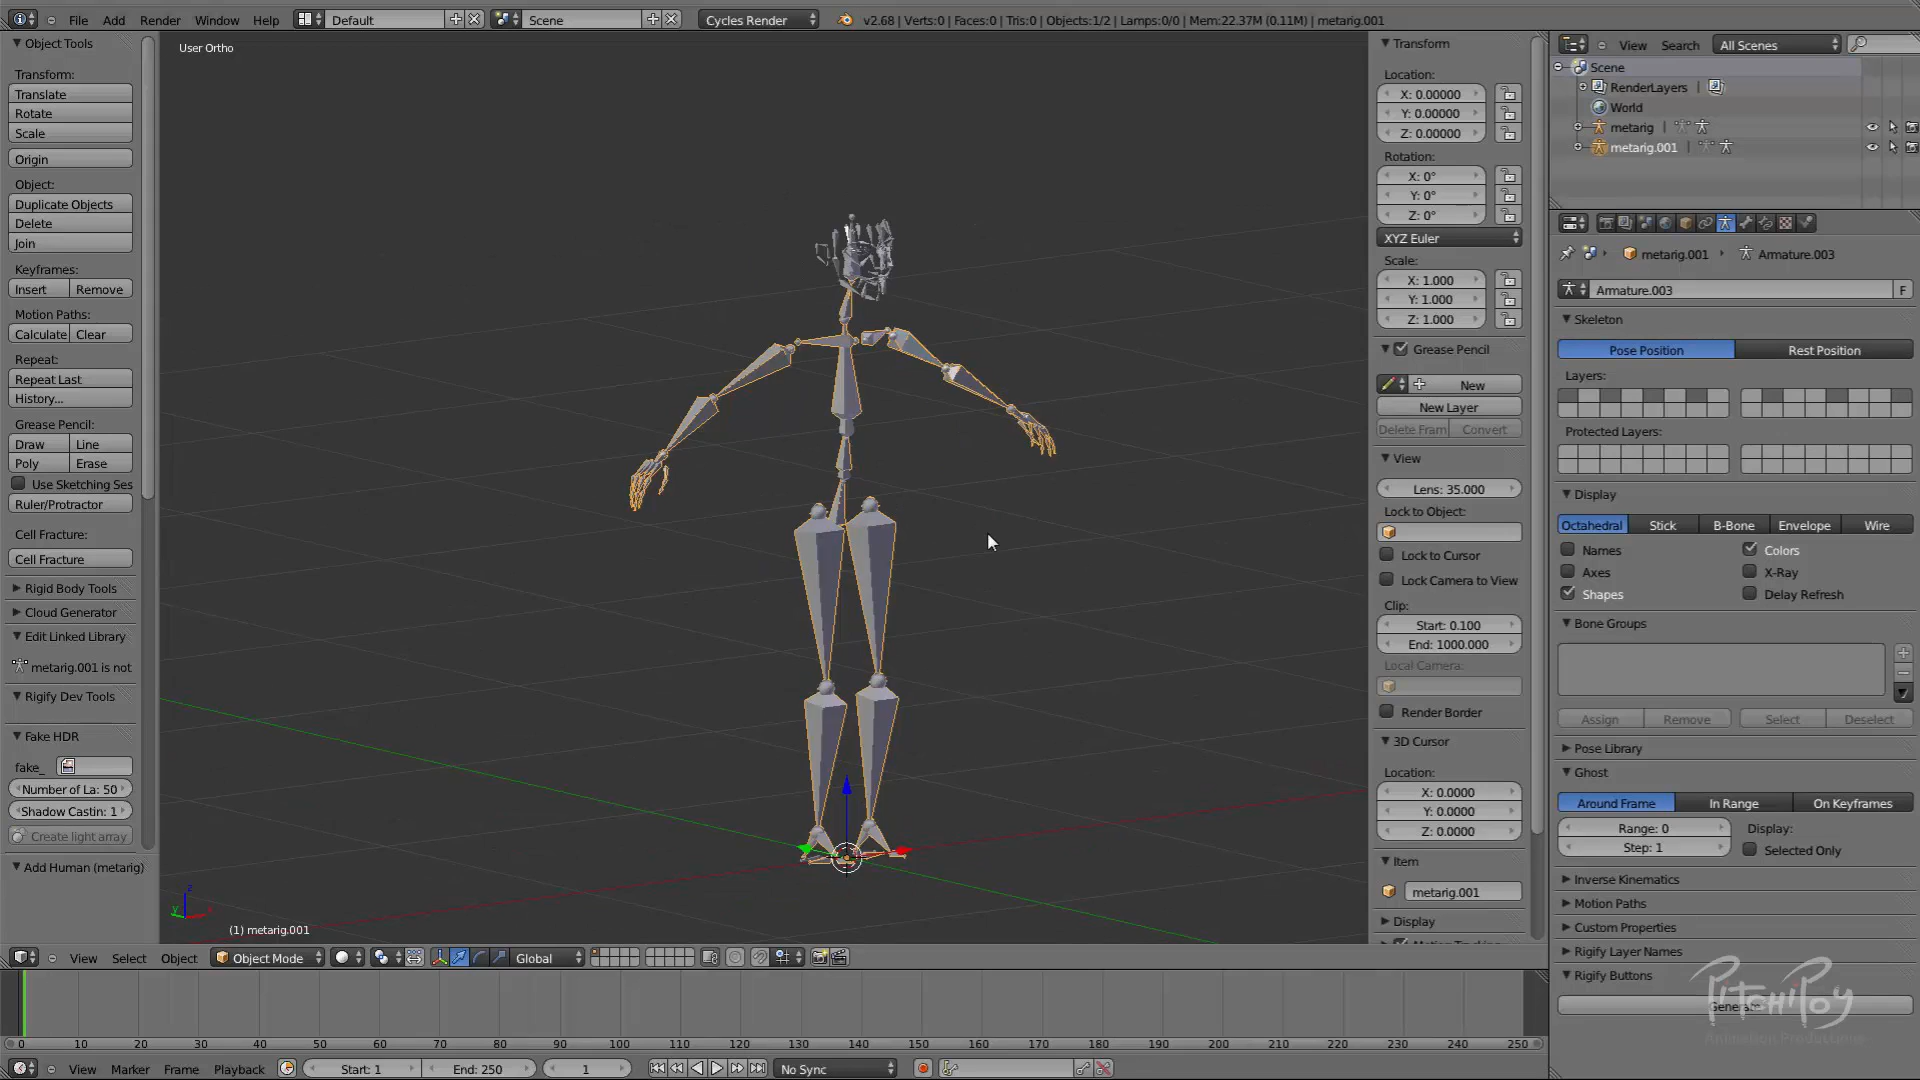 File Add Render Window Help Default Scene Cycles Render v2.68 | Verts:0 | Faces:0 | Tris:0 | Objects:1/2 | Lamps:0/0 | Mem:22.37M (0.11M) | metarig.001
Object Tools
Transform:
Translate
Rotate
Scale
Origin
Object:
Duplicate Objects
Delete
Join
Keyframes:
Insert Remove
Motion Paths:
Calculate Clear
Repeat:
Repeat Last
History...
Grease Pencil:
Draw Line
Poly Erase
Use Sketching Ses
Ruler/Protractor
Cell Fracture:
Cell Fracture
Rigid Body Tools
Cloud Generator
Edit Linked Library
metarig.001 is not
Rigify Dev Tools
Fake HDR
fake_
Number of La: 50
Shadow Castin: 1
Create light array
Add Human (metarig)
User Ortho
z
y x
(1) metarig.001
Transform
Location:
X: 0.00000
Y: 0.00000
Z: 0.00000
Rotation:
X: 0°
Y: 0°
Z: 0°
XYZ Euler
Scale:
X: 1.000
Y: 1.000
Z: 1.000
Grease Pencil
New
New Layer
Delete Fram Convert
View
Lens: 35.000
Lock to Object:
Lock to Cursor
Lock Camera to View
Clip:
Start: 0.100
End: 1000.000
Local Camera:
Render Border
3D Cursor
Location:
X: 0.0000
Y: 0.0000
Z: 0.0000
Item
metarig.001
Display
View Search All Scenes
Scene
RenderLayers |
World
metarig |
metarig.001 |
metarig.001 Armature.003
Armature.003 F
Skeleton
Pose Position Rest Position
Layers:
Protected Layers:
Display
Octahedral Stick B-Bone Envelope Wire
Names Colors
Axes X-Ray
Shapes Delay Refresh
Bone Groups
Assign Remove Select Deselect
Pose Library
Ghost
Around Frame In Range On Keyframes
Range: 0 Display:
Step: 1 Selected Only
Inverse Kinematics
Motion Paths
Custom Properties
Rigify Layer Names
Rigify Buttons
Generate
PitchiPoy
Animation Productions
View Select Object Object Mode Global
0 10 20 30 40 50 60 70 80 90 100 110 120 130 140 150 160 170 180 190 200 210 220 230 240 250
View Marker Frame Playback Start: 1 End: 250 1 No Sync